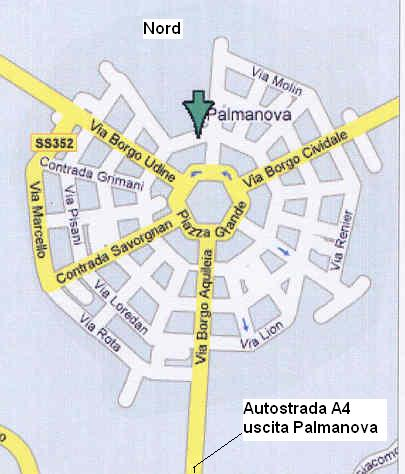 Nord
Via Molin
Palmanova
Via Borgo Udine
Via Borgo Cividale
SS352
Contrada Grimani
Via Marcello
Via Pisani
Piazza Grande
Contrada Savorgnan
Via Renier
Via Borgo Aquileia
Via Loredan
Via Rota
Via Lion
Autostrada A4
uscita Palmanova